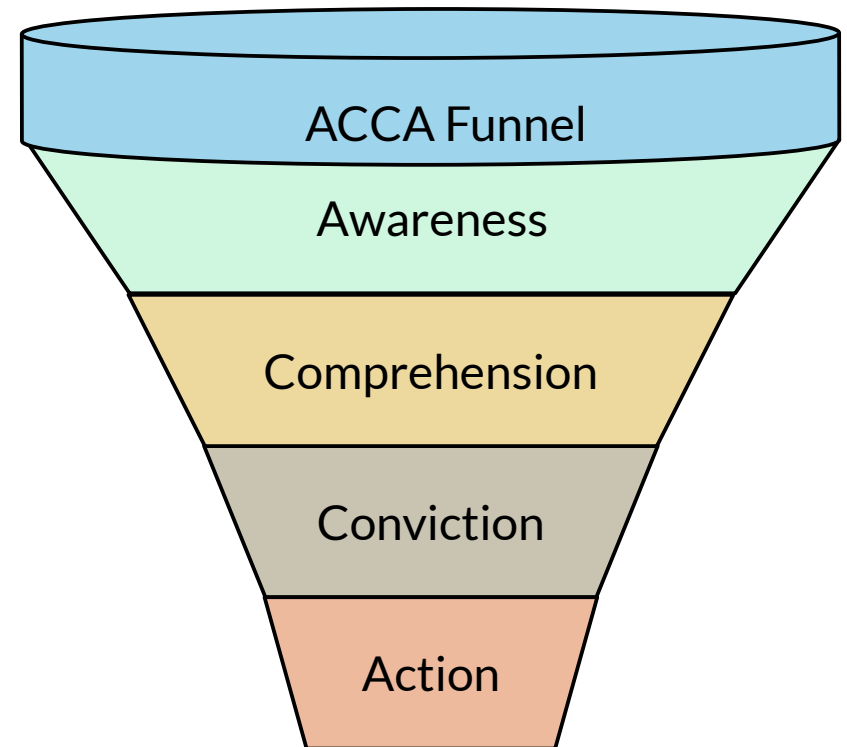 ACCA Funnel
Awareness
Comprehension
Conviction
Action